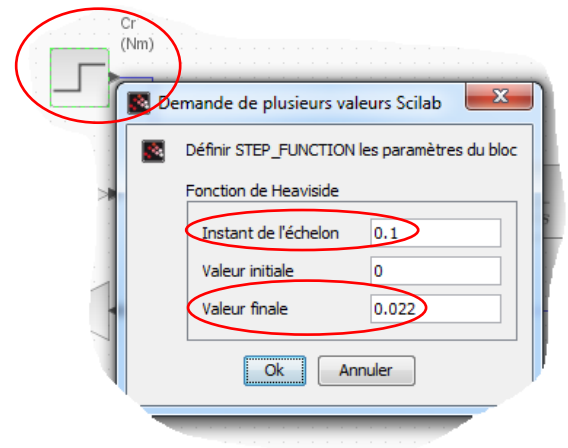 Cr
(Nm)
Demande de plusieurs valeurs Scilab
Définir STEP_FUNCTION les paramètres du bloc
Fonction de Heaviside
Instant de l'échelon 0.1
Valeur initiale 0
Valeur finale 0.022
Ok Annuler